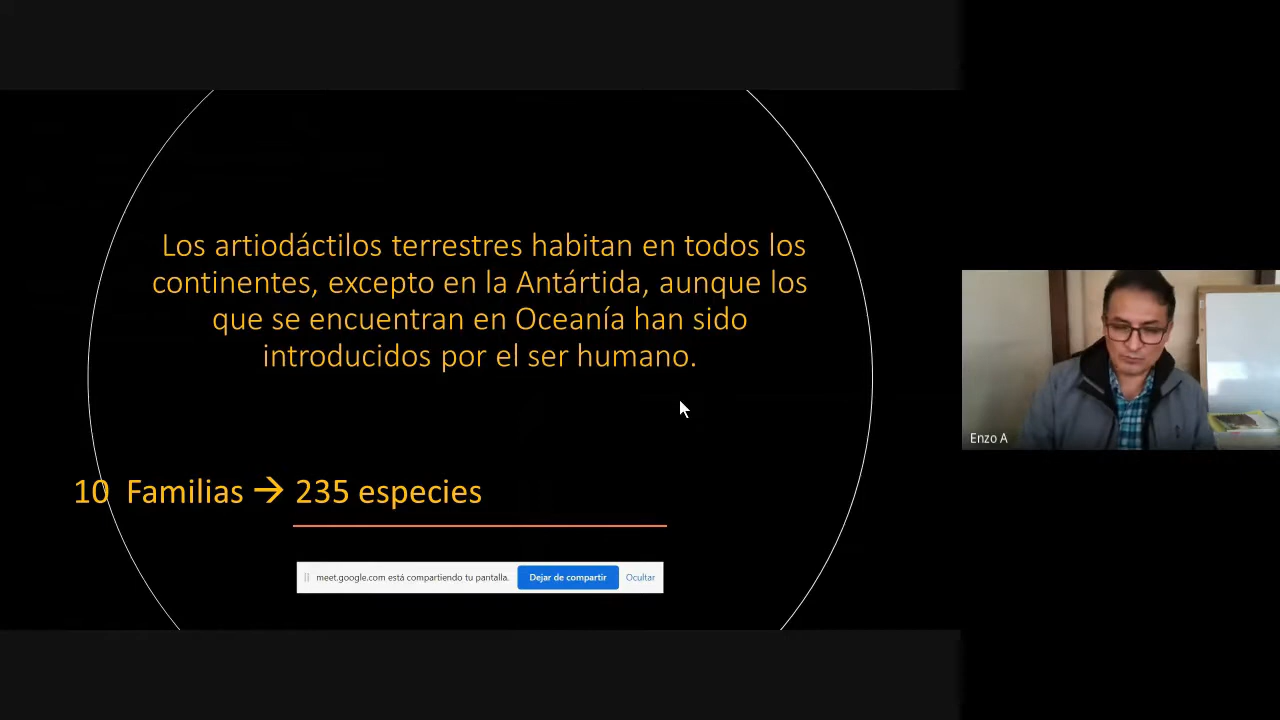 Los artiodáctilos terrestres habitan en todos los
continentes, excepto en la Antártida, aunque los
que se encuentran en Oceanía han sido
introducidos por el ser humano.
Enzo A
10 Familias → 235 especies
meet.google.com está compartiendo tu pantalla. Dejar de compartir Ocultar